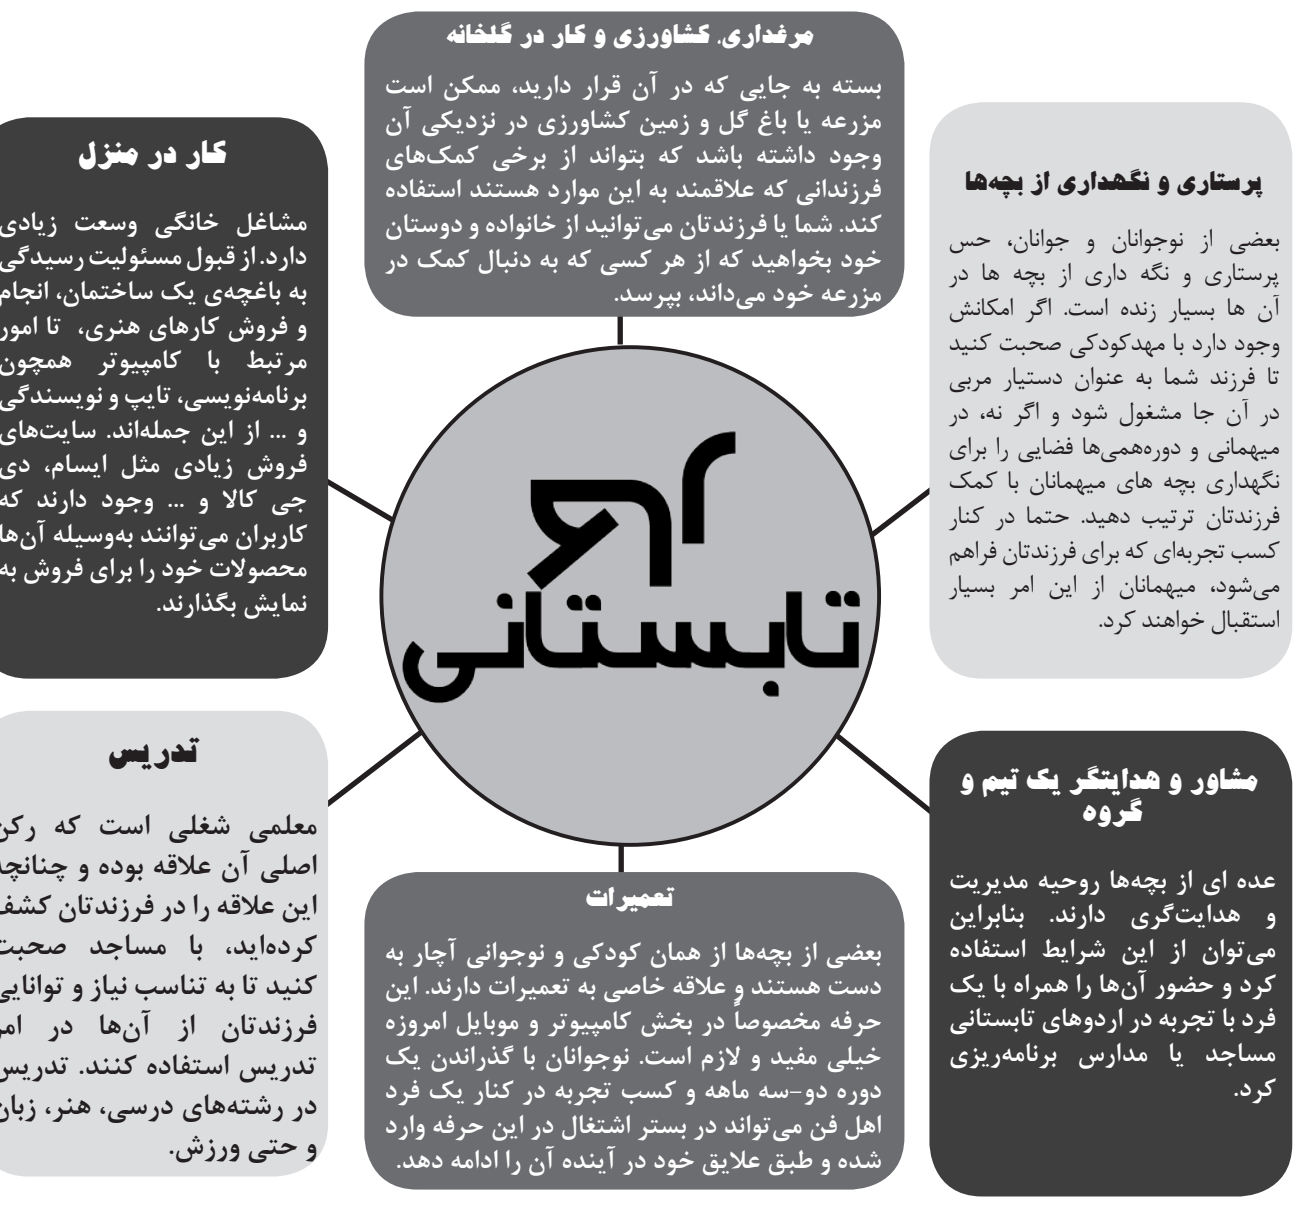 مرغداری، کشاورزی و کار در گلخانه
بسته به جایی که در آن قرار دارید، ممکن است
مزرعه یا باغ گل و زمین کشاورزی در نزدیکی آن
وجود داشته باشد که بتواند از برخی کمک‌های
فرزندانی که علاقمند به این موارد هستند استفاده
کند. شما یا فرزندتان می‌توانید از خانواده و دوستان
خود بخواهید که از هر کسی که به دنبال کمک در
مزرعه خود می‌داند، بپرسد.
پرستاری و نگهداری از بچه‌ها
بعضی از نوجوانان و جوانان، حس
پرستاری و نگه داری از بچه ها در
آن ها بسیار زنده است. اگر امکانش
وجود دارد با مهدکودکی صحبت کنید
تا فرزند شما به عنوان دستیار مربی
در آن جا مشغول شود و اگر نه، در
میهمانی و دوره‌همی‌ها فضایی را برای
نگهداری بچه های میهمانان با کمک
فرزندتان ترتیب دهید. حتما در کنار
کسب تجربه‌ای که برای فرزندتان فراهم
می‌شود، میهمانان از این امر بسیار
استقبال خواهند کرد.
کار در منزل
مشاغل خانگی وسعت زیادی
دارد. از قبول مسئولیت رسیدگی
به باغچه‌ی یک ساختمان، انجام
و فروش کارهای هنری، تا امور
مرتبط با کامپیوتر همچون
برنامه‌نویسی، تایپ و نویسندگی
و ... از این جمله‌اند. سایت‌های
فروش زیادی مثل ایسام، دی
جی کالا و ... وجود دارند که
کاربران می‌توانند به‌وسیله آن‌ها
محصولات خود را برای فروش به
نمایش بگذارند.
تابستانی
مشاور و هدایتگر یک تیم و
گروه
عده ای از بچه‌ها روحیه مدیریت
و هدایت‌گری دارند. بنابراین
می‌توان از این شرایط استفاده
کرد و حضور آن‌ها را همراه با یک
فرد با تجربه در اردوهای تابستانی
مساجد یا مدارس برنامه‌ریزی
کرد.
تدریس
معلمی شغلی است که رکن
اصلی آن علاقه بوده و چنانچه
این علاقه را در فرزندتان کشف
کرده‌اید، با مساجد صحبت
کنید تا به تناسب نیاز و توانایی
فرزندتان از آن‌ها در امر
تدریس استفاده کنند. تدریس
در رشته‌های درسی، هنر، زبان
و حتی ورزش.
تعمیرات
بعضی از بچه‌ها از همان کودکی و نوجوانی آچار به
دست هستند و علاقه خاصی به تعمیرات دارند. این
حرفه مخصوصاً در بخش کامپیوتر و موبایل امروزه
خیلی مفید و لازم است. نوجوانان با گذراندن یک
دوره دو-سه ماهه و کسب تجربه در کنار یک فرد
اهل فن می‌تواند در بستر اشتغال در این حرفه وارد
شده و طبق علایق خود در آینده آن را ادامه دهد.